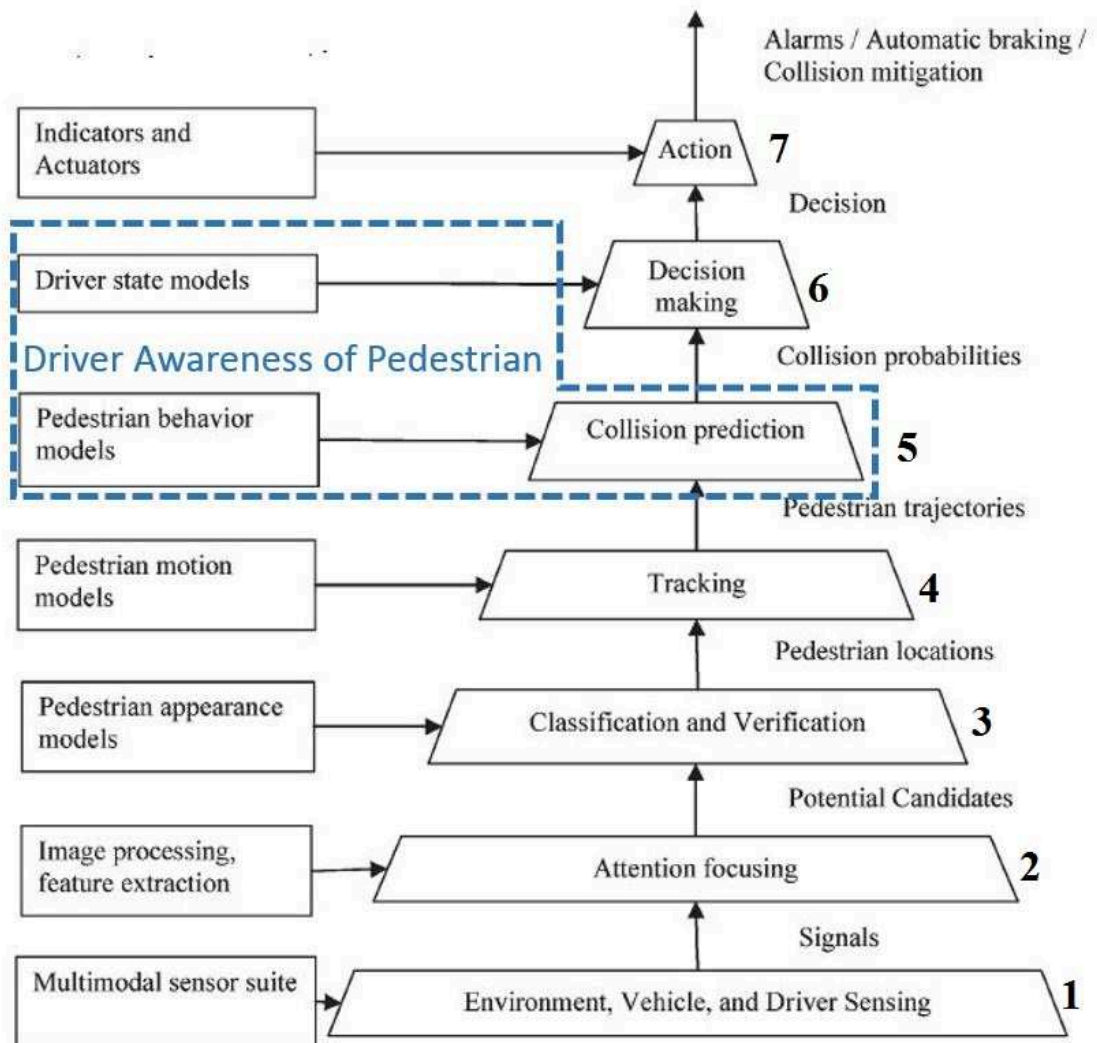 Alarms / Automatic braking /
Collision mitigation
Indicators and
Actuators
Action
7
Decision
Driver state models
Decision
making
6
Driver Awareness of Pedestrian
Collision probabilities
Pedestrian behavior
models
Collision prediction
5
Pedestrian trajectories
Pedestrian motion
models
Tracking
4
Pedestrian locations
Pedestrian appearance
models
Classification and Verification
3
Potential Candidates
Image processing,
feature extraction
Attention focusing
2
Signals
Multimodal sensor suite
Environment, Vehicle, and Driver Sensing
1